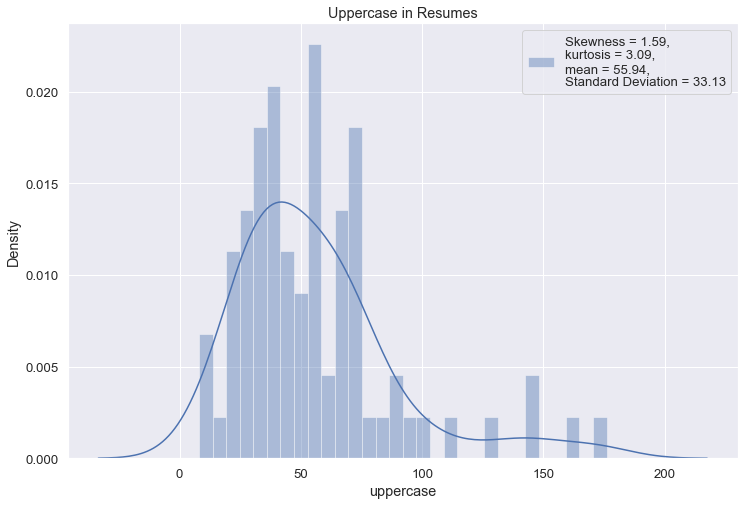 Uppercase in Resumes
Skewness = 1.59,
kurtosis = 3.09,
mean = 55.94,
Standard Deviation = 33.13
0.020
0.015
0.010
0.005
0.000
Density
0 50 100 150 200
uppercase